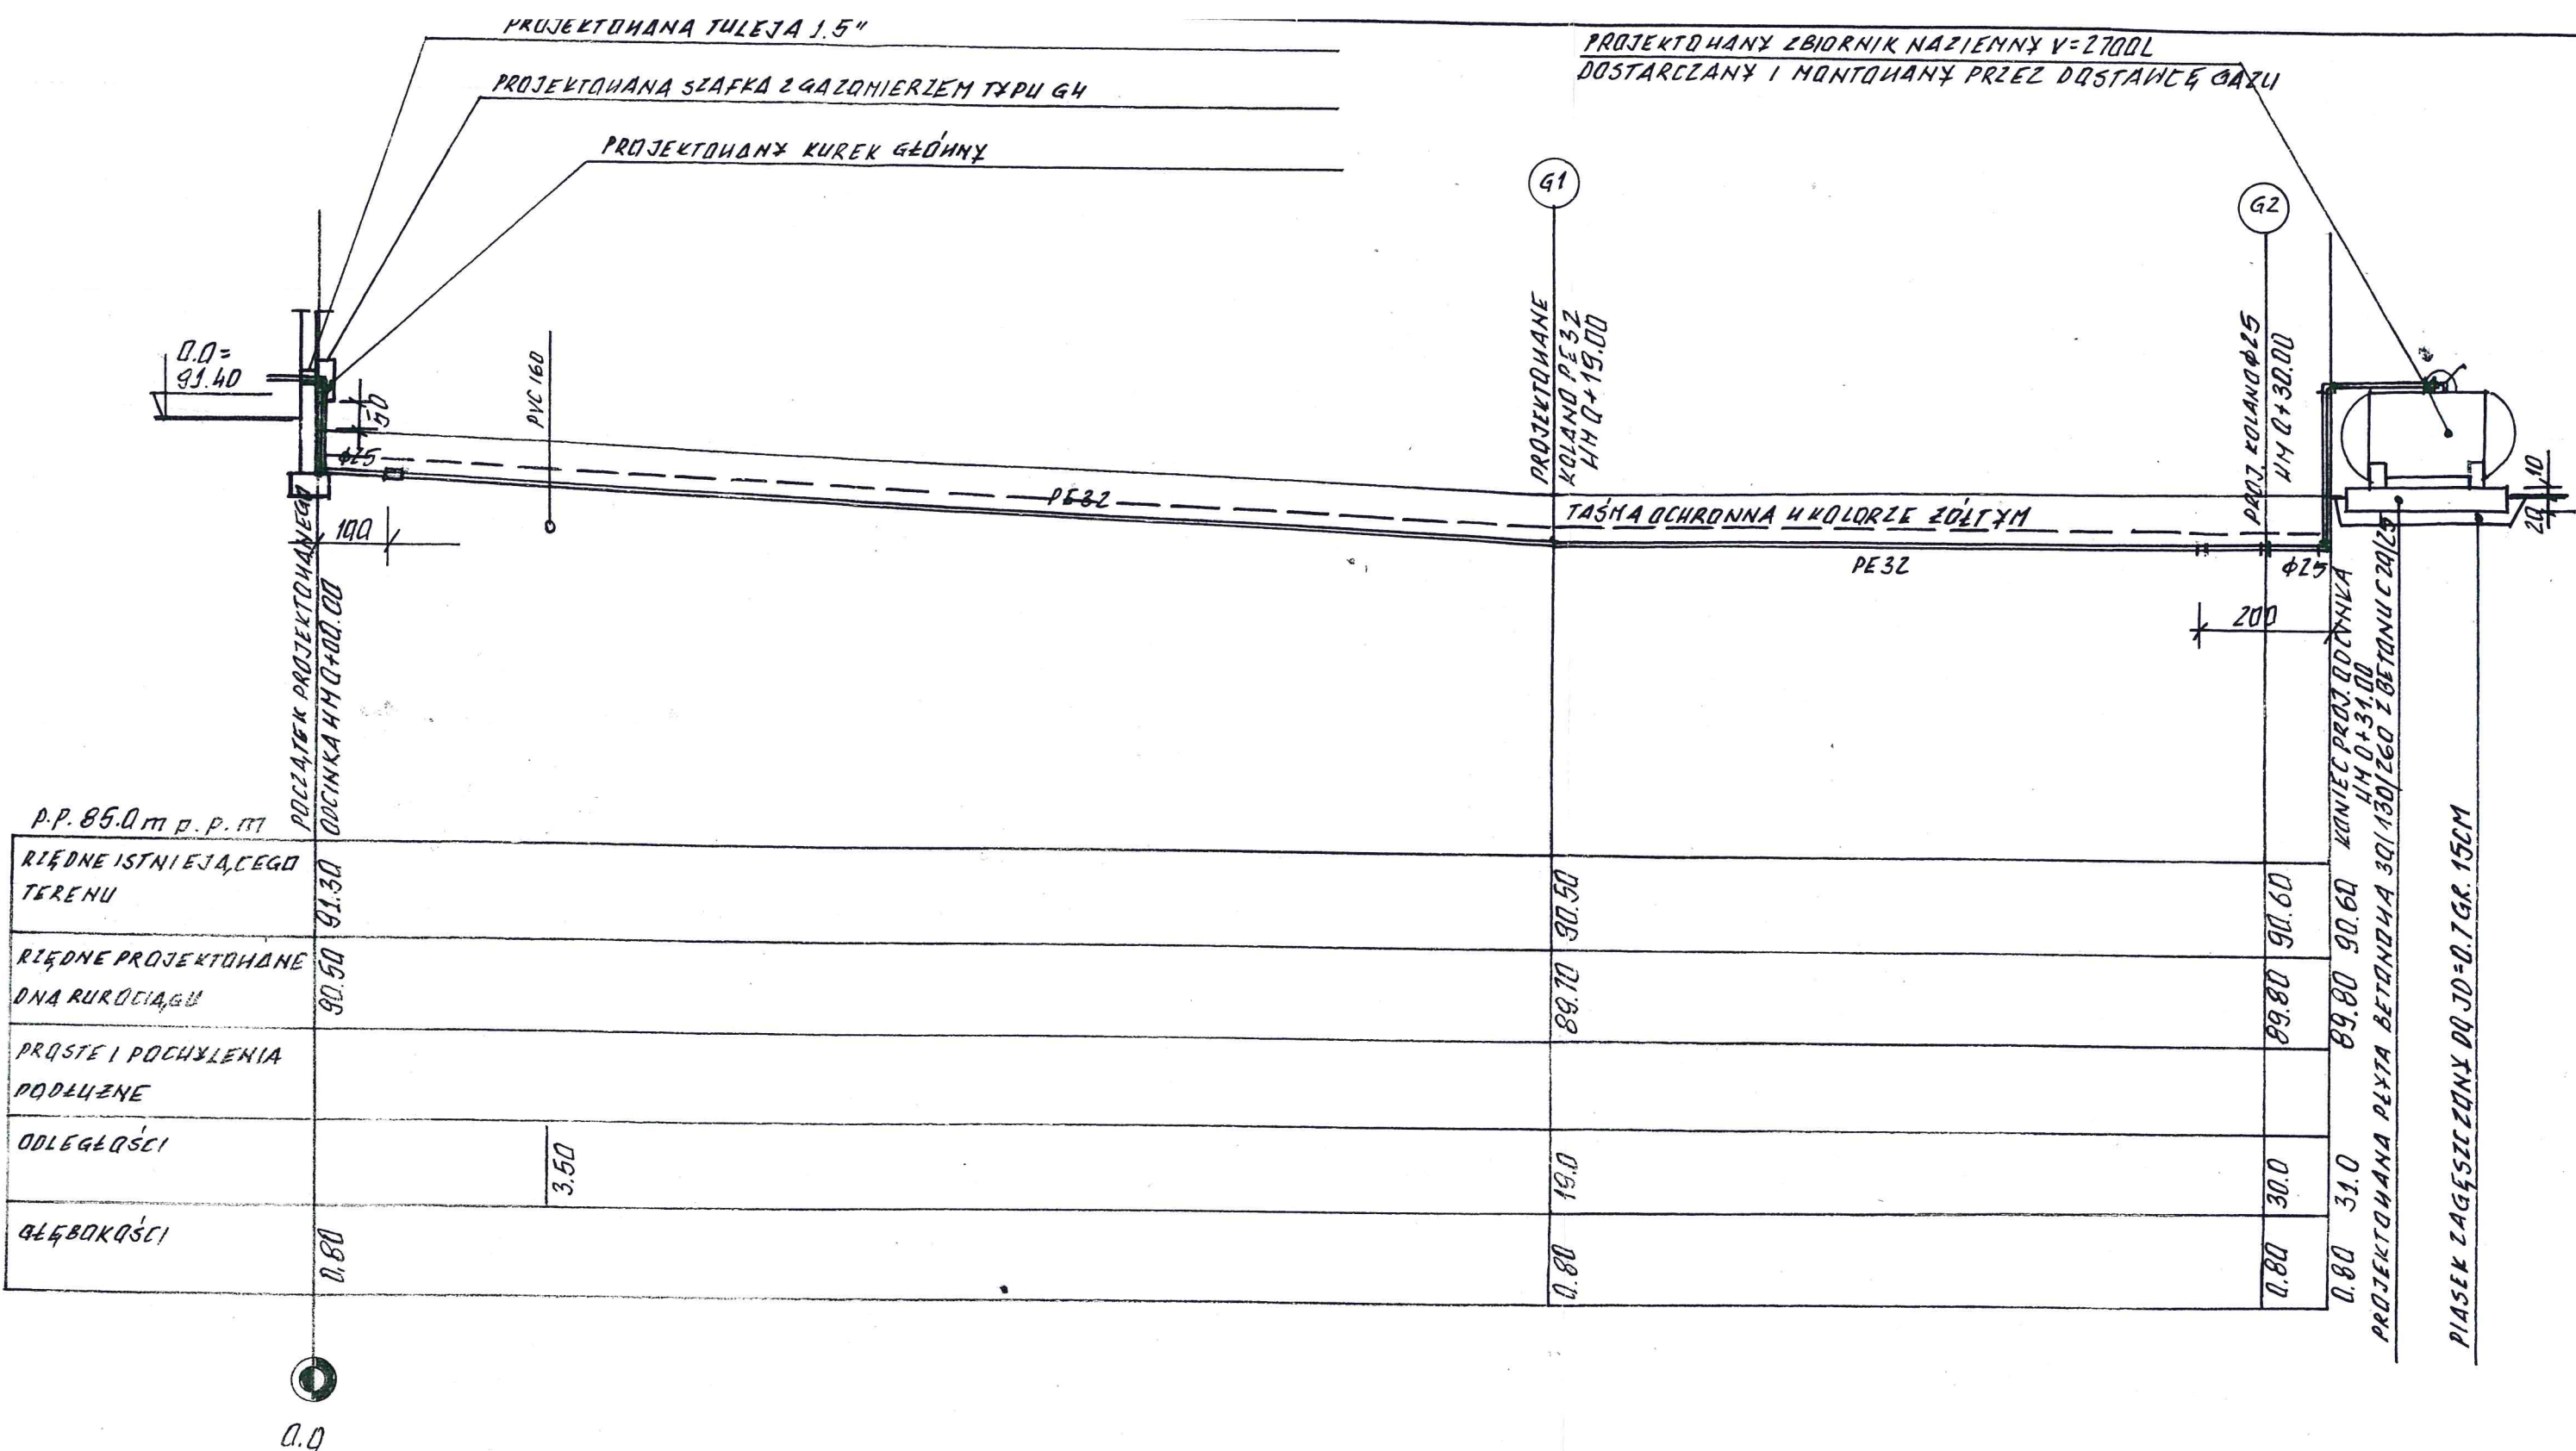 PROJEKTOWANA TULEJA 1.5"
PROJEKTOWANA SZAFKA Z GAZOMIERZEM TYPU G4
PROJEKTOWANY KUREK GŁÓWNY
PROJEKTOWANY ZBIORNIK NAZIEMNY V=2700L
DOSTARCZANY I MONTOWANY PRZEZ DOSTAWCĘ GAZU
G1
G2
0.0=
91.40
50
PVC 160
PROJEKTOWANE
KOLANO PE32
HM 0+19.00
PROJ. KOLANO Φ25
HM 0+30.00
Φ25
PE32
TAŚMA OCHRONNA W KOLORZE ŻÓŁTYM
PE32
Φ25
10
20
100
200
POCZĄTEK PROJEKTOWANEGO
ODCINKA HM 0+00.00
KONIEC PROJ. ODCINKA
HM 0+31.00
PROJEKTOWANA PŁYTA BETONOWA 30/130/260 Z BETONU C20/25
PIASEK ZAGĘSZCZONY DO JD=0.7 GR. 15CM
P.P. 85.0 m p.p.m
RZĘDNE ISTNIEJĄCEGO
TERENU
91.30
90.50
90.60
90.60
RZĘDNE PROJEKTOWANE
DNA RUROCIĄGU
90.50
89.70
89.80
89.80
PROSTE I POCHYLENIA
PODŁUŻNE
ODLEGŁOŚCI
3.50
19.0
30.0
31.0
GŁĘBOKOŚCI
0.80
0.80
0.80
0.80
0.0